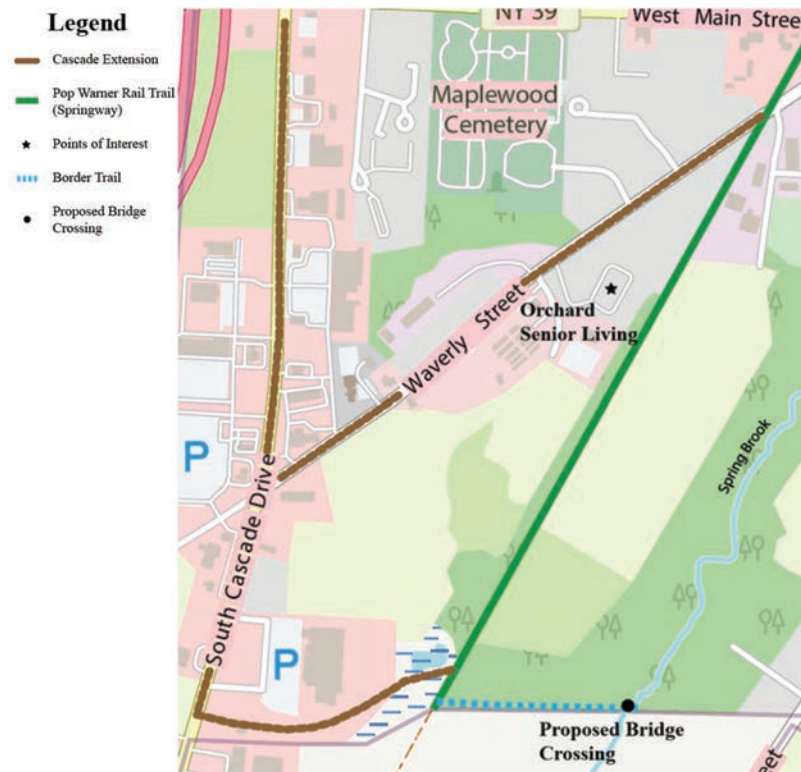 Legend
Cascade Extension
Pop Warner Rail Trail
(Springway)
Points of Interest
Border Trail
Proposed Bridge
Crossing
NY 39
West Main Street
Maplewood
Cemetery
Orchard
Senior Living
Waverly Street
P
Spring Brook
South Cascade Drive
P
Proposed Bridge
Crossing
eet